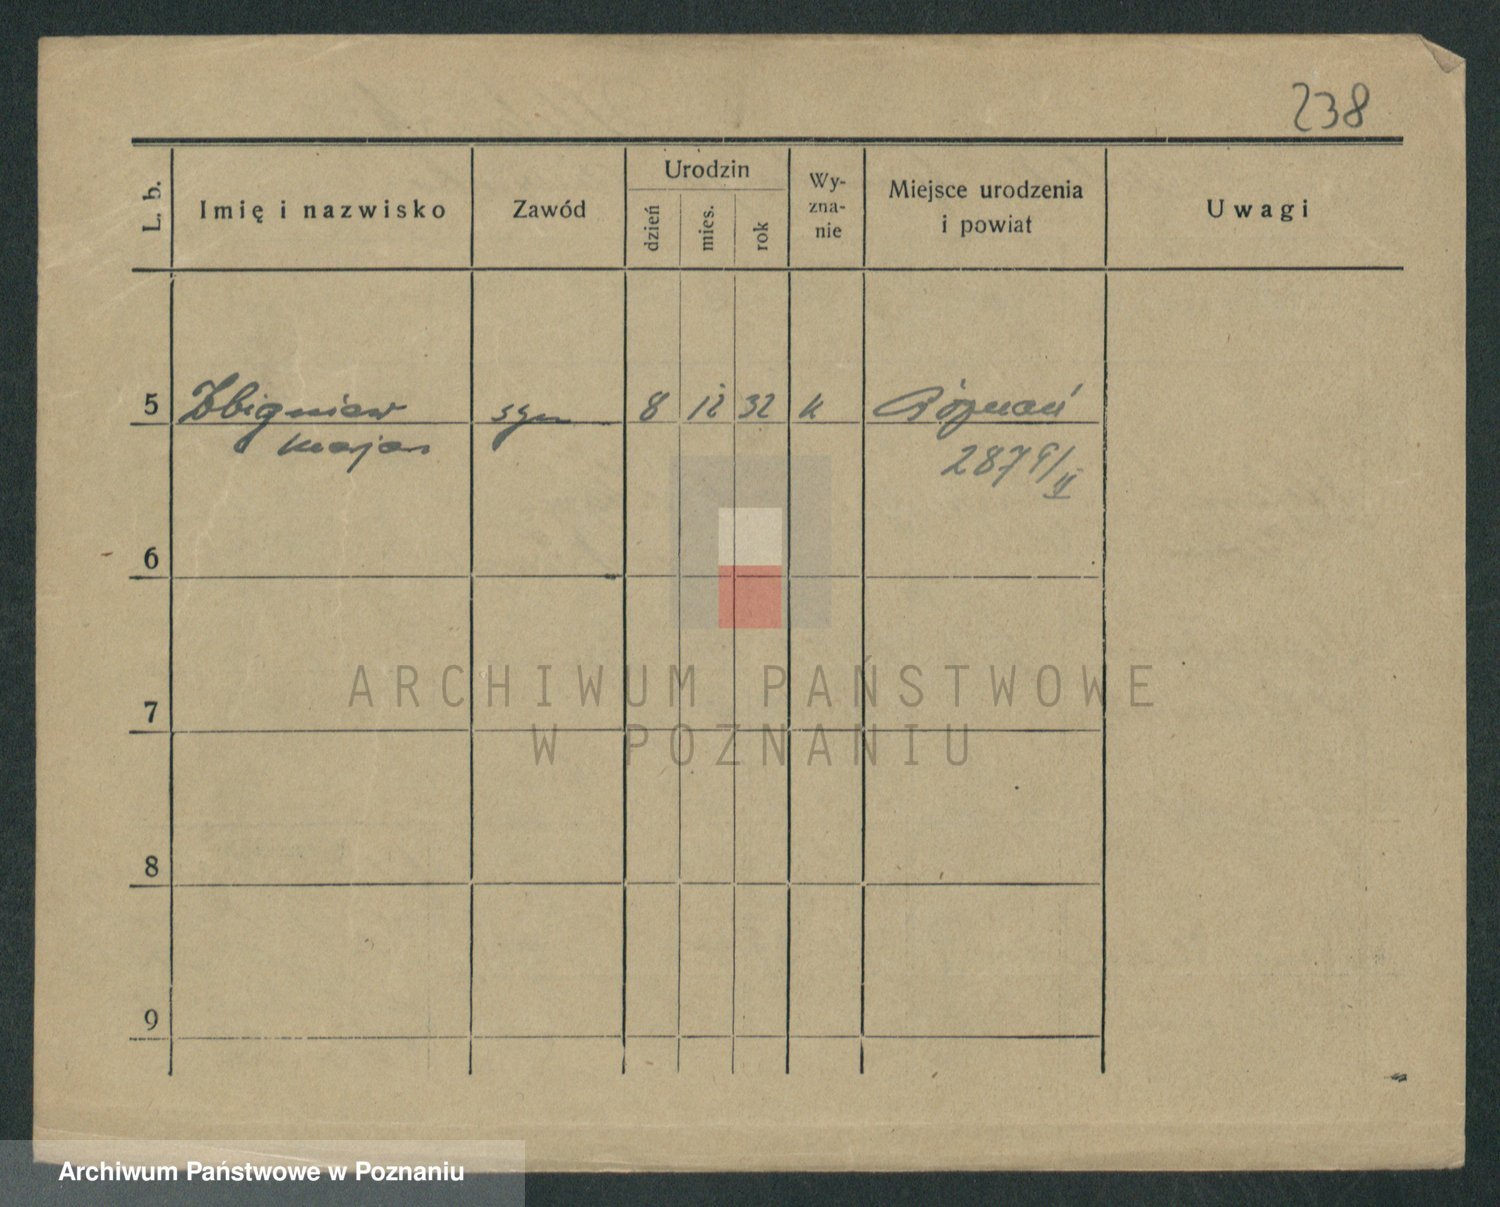 238
L. b.
Imię i nazwisko
Zawód
Urodzin
dzień
mies.
rok
Wy-
zna-
nie
Miejsce urodzenia
i powiat
Uwagi
5 Zbigniew syn 8 12 32 k Poznań
Marjan
2879/II
6
7
8
9
ARCHIWUM PAŃSTWOWE
W POZNANIU
Archiwum Państwowe w Poznaniu